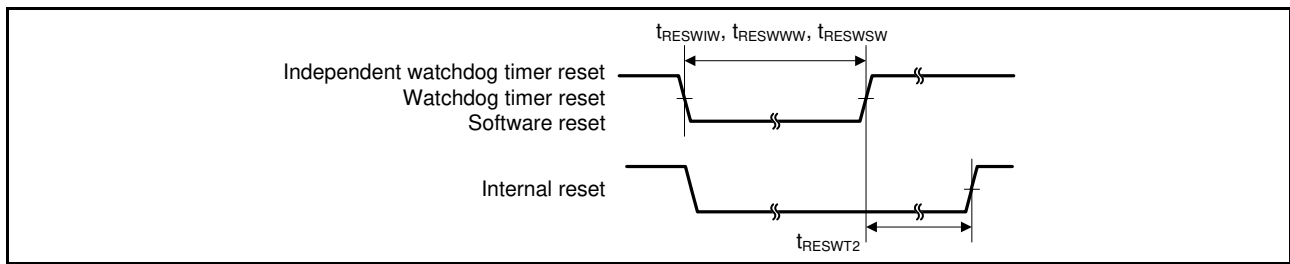 tRESWIW, tRESWWW, tRESWSW
Independent watchdog timer reset
Watchdog timer reset
Software reset
Internal reset
tRESWT2